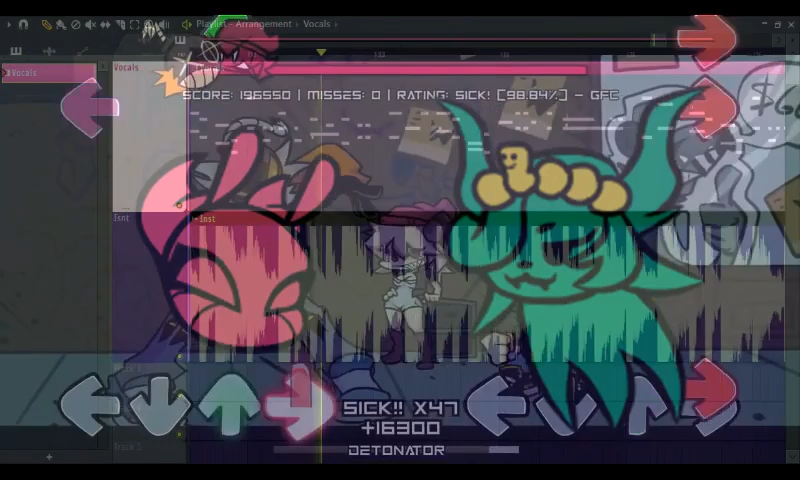 Playlist - Arrangement › Vocals ›
Vocals
Vocals
SCORE: 196550 | MISSES: 0 | RATING: SICK! [98.84%] - GFC
Isnt
Inst
SICK!! X47
+16300
DETONATOR